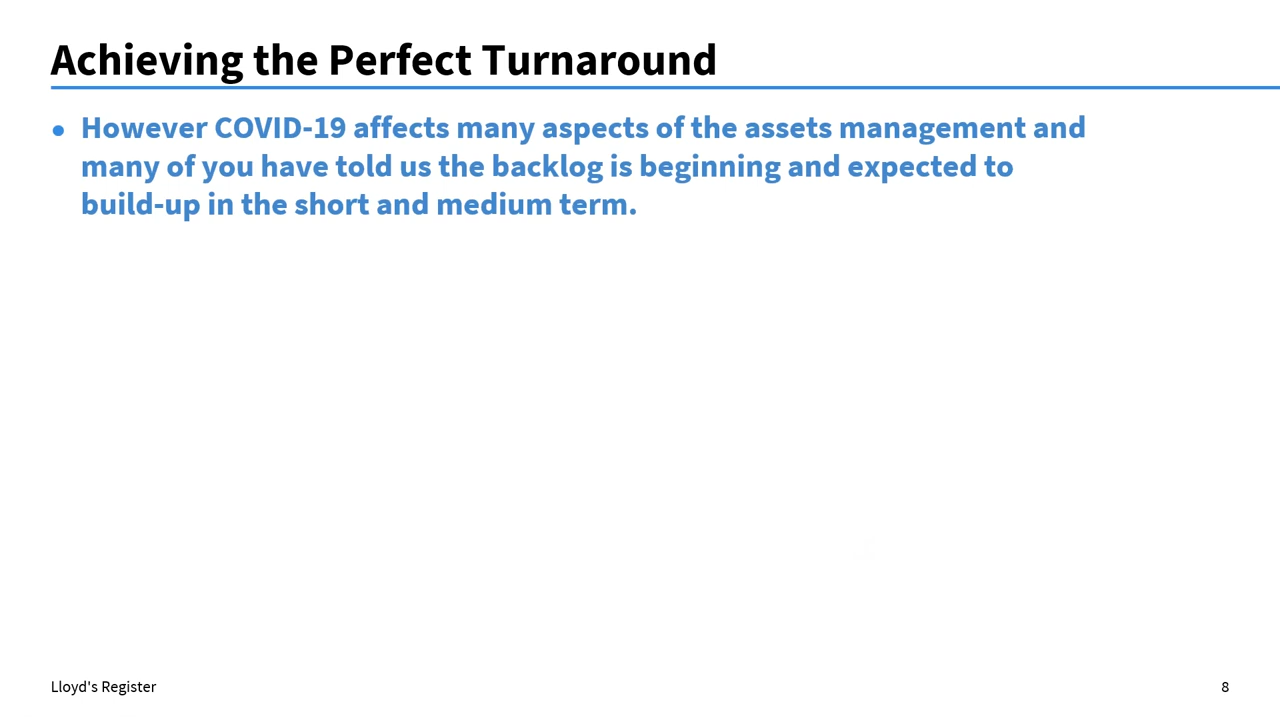 Achieving the Perfect Turnaround
• However COVID-19 affects many aspects of the assets management and
many of you have told us the backlog is beginning and expected to
build-up in the short and medium term.
Lloyd's Register
8